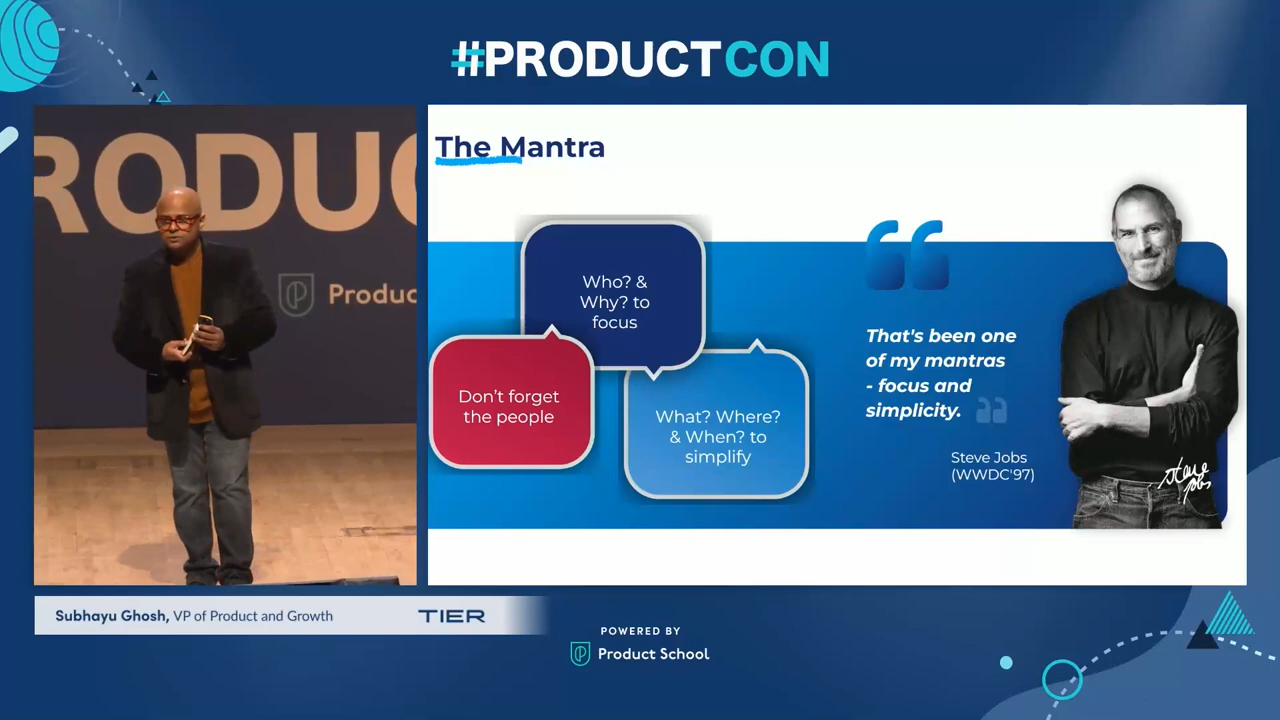 #PRODUCTCON
RODUC
Produc
The Mantra
Who? &
Why? to
focus
Don't forget
the people
What? Where?
& When? to
simplify
That's been one
of my mantras
- focus and
simplicity.
Steve Jobs
(WWDC'97)
steve
jobs
Subhayu Ghosh, VP of Product and Growth
TIER
POWERED BY
Product School